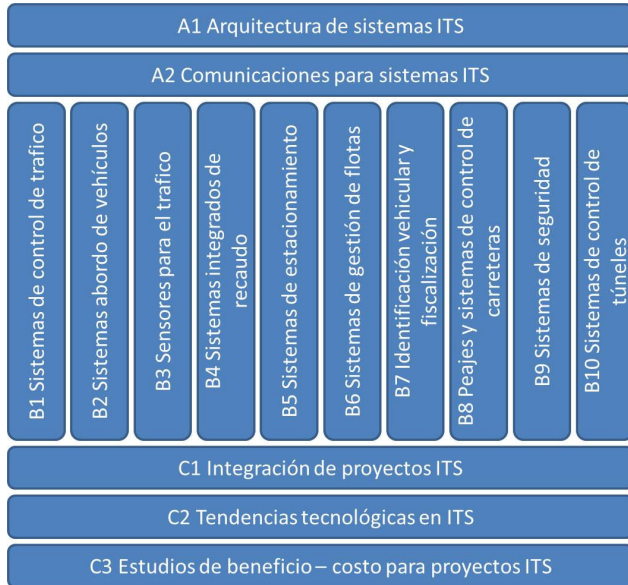 A1 Arquitectura de sistemas ITS
A2 Comunicaciones para sistemas ITS
B1 Sistemas de control de trafico
B2 Sistemas abordo de vehículos
B3 Sensores para el trafico
B4 Sistemas integrados de
recaudo
B5 Sistemas de estacionamiento
B6 Sistemas de gestión de flotas
B7 Identificación vehicular y
fiscalización
B8 Peajes y sistemas de control de
carreteras
B9 Sistemas de seguridad
B10 Sistemas de control de
túneles
C1 Integración de proyectos ITS
C2 Tendencias tecnológicas en ITS
C3 Estudios de beneficio – costo para proyectos ITS